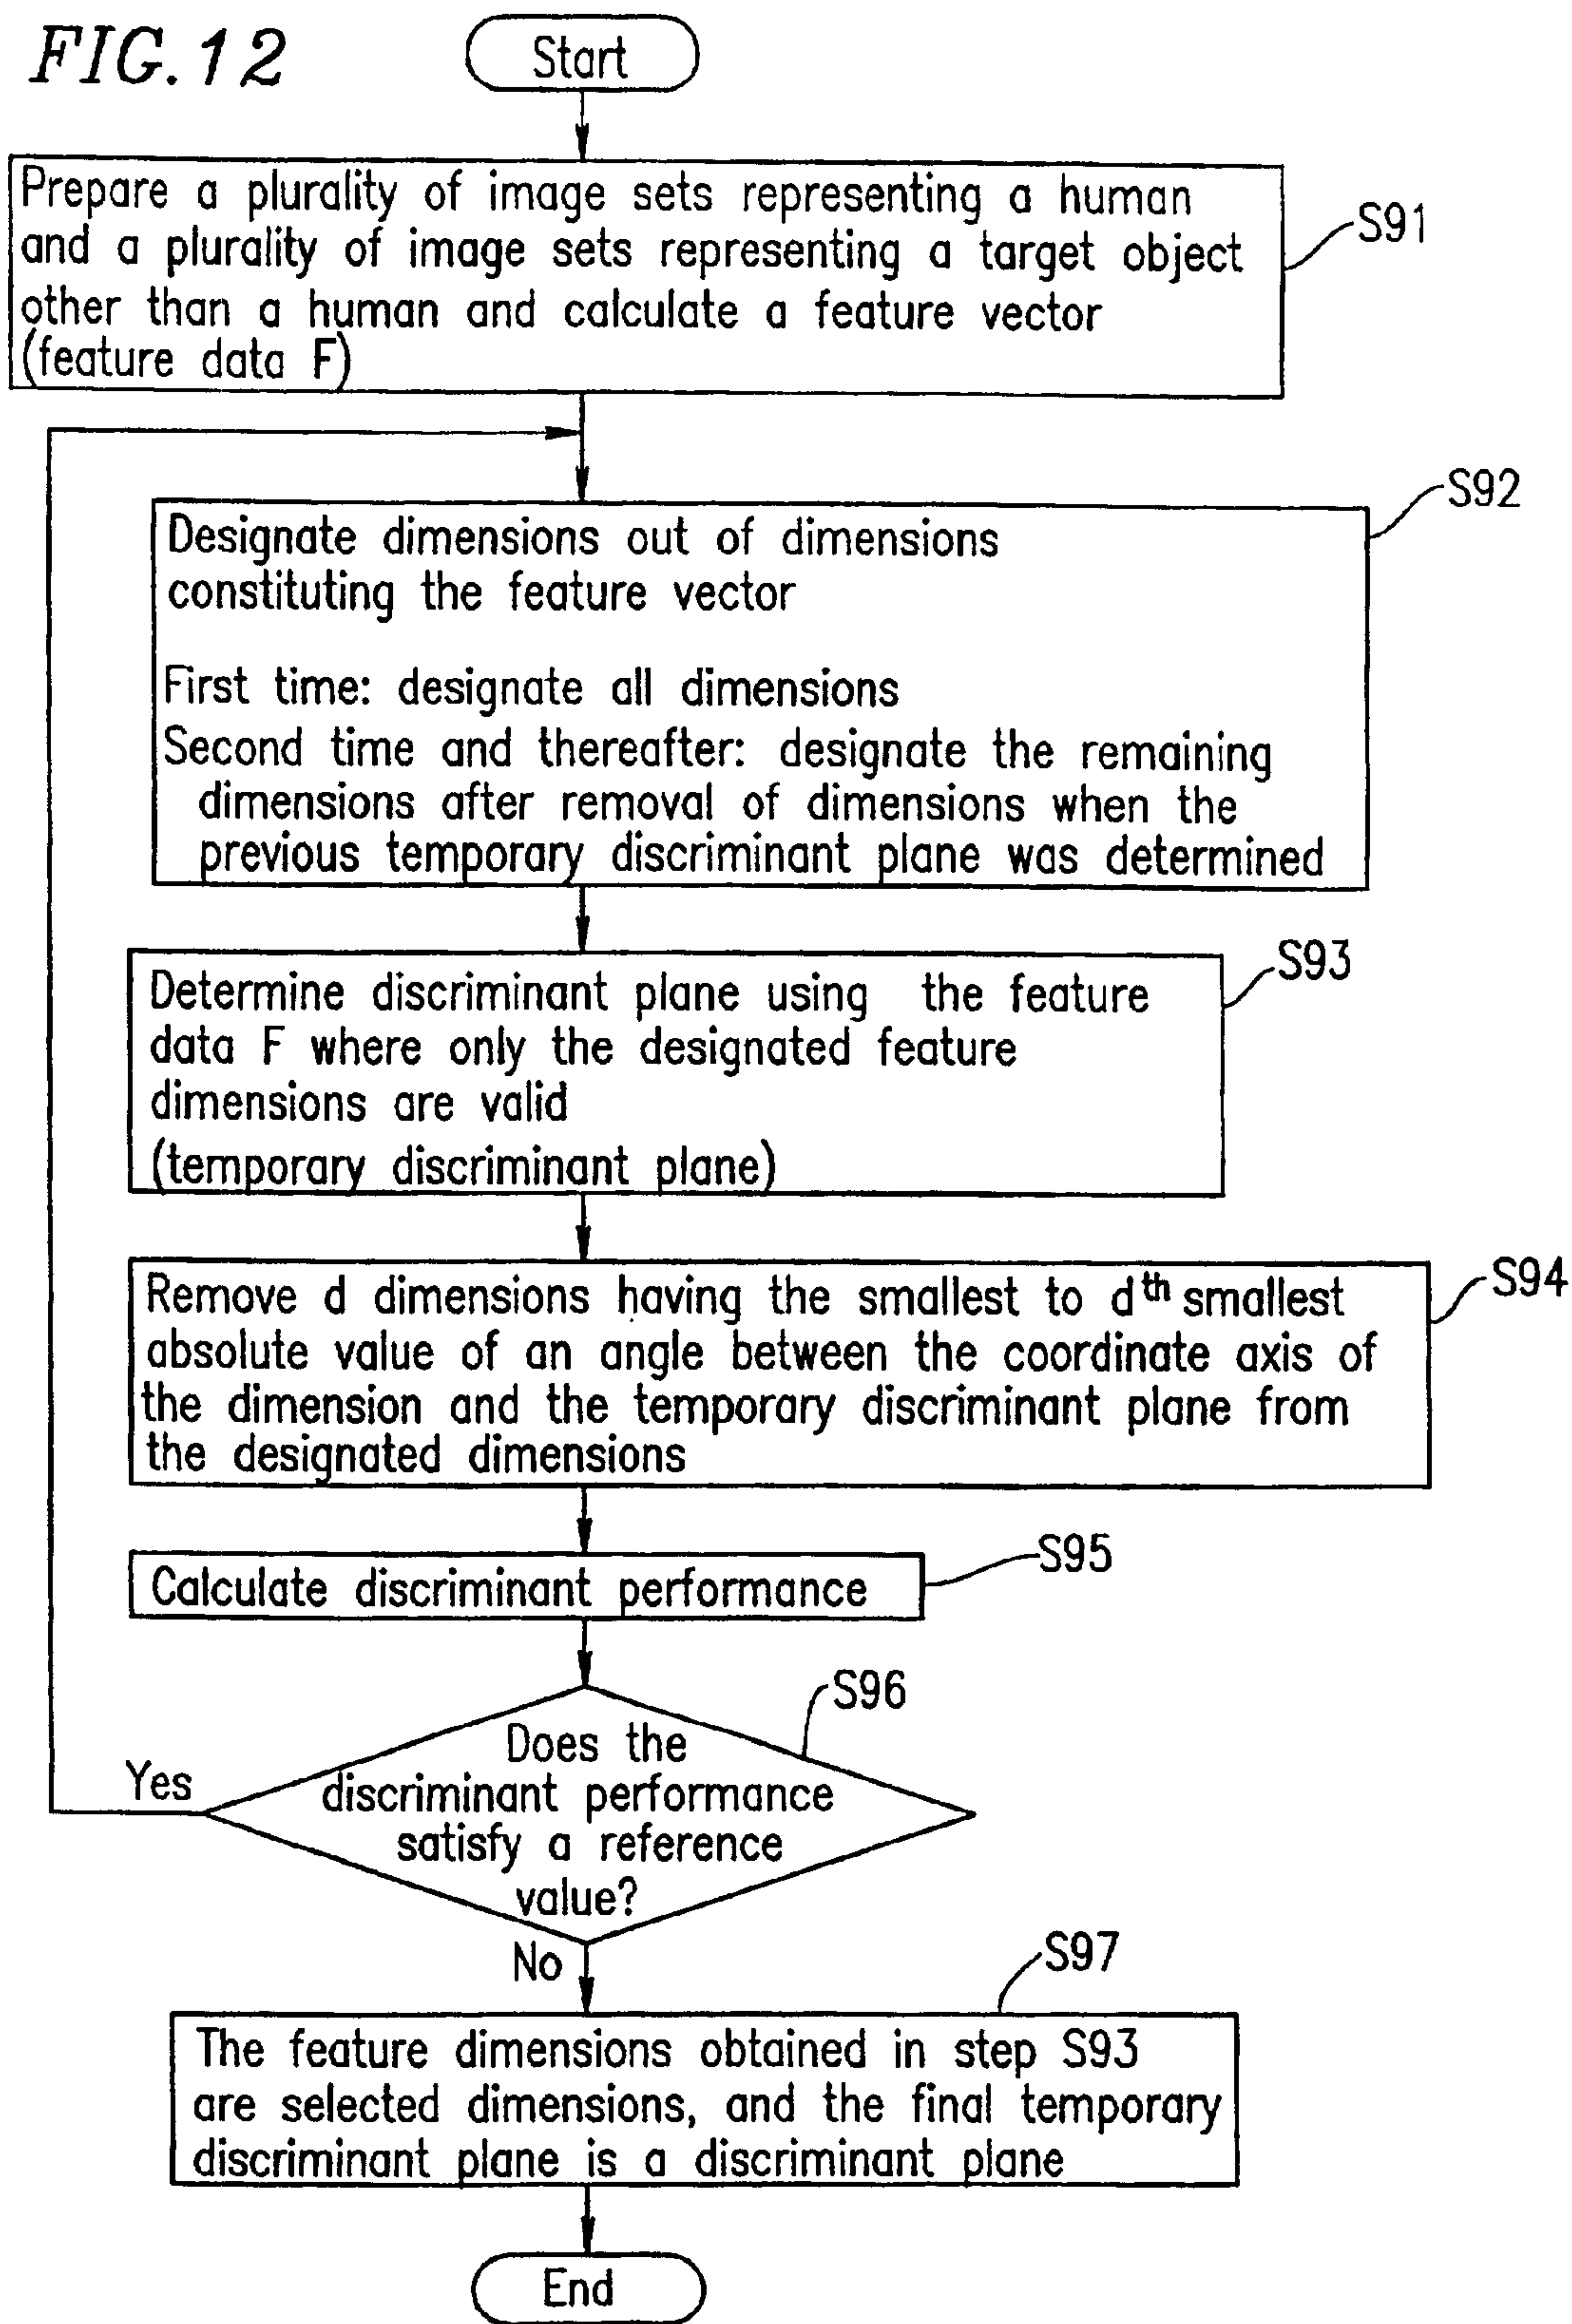 FIG. 12
Start
Prepare a plurality of image sets representing a human
and a plurality of image sets representing a target object
other than a human and calculate a feature vector
(feature data F)
S91
S92
Designate dimensions out of dimensions
constituting the feature vector
First time: designate all dimensions
Second time and thereafter: designate the remaining
dimensions after removal of dimensions when the
previous temporary discriminant plane was determined
S93
Determine discriminant plane using the feature
data F where only the designated feature
dimensions are valid
(temporary discriminant plane)
S94
Remove d dimensions having the smallest to dth smallest
absolute value of an angle between the coordinate axis of
the dimension and the temporary discriminant plane from
the designated dimensions
S95
Calculate discriminant performance
S96
Does the
discriminant performance
satisfy a reference
value?
Yes
No
S97
The feature dimensions obtained in step S93
are selected dimensions, and the final temporary
discriminant plane is a discriminant plane
End